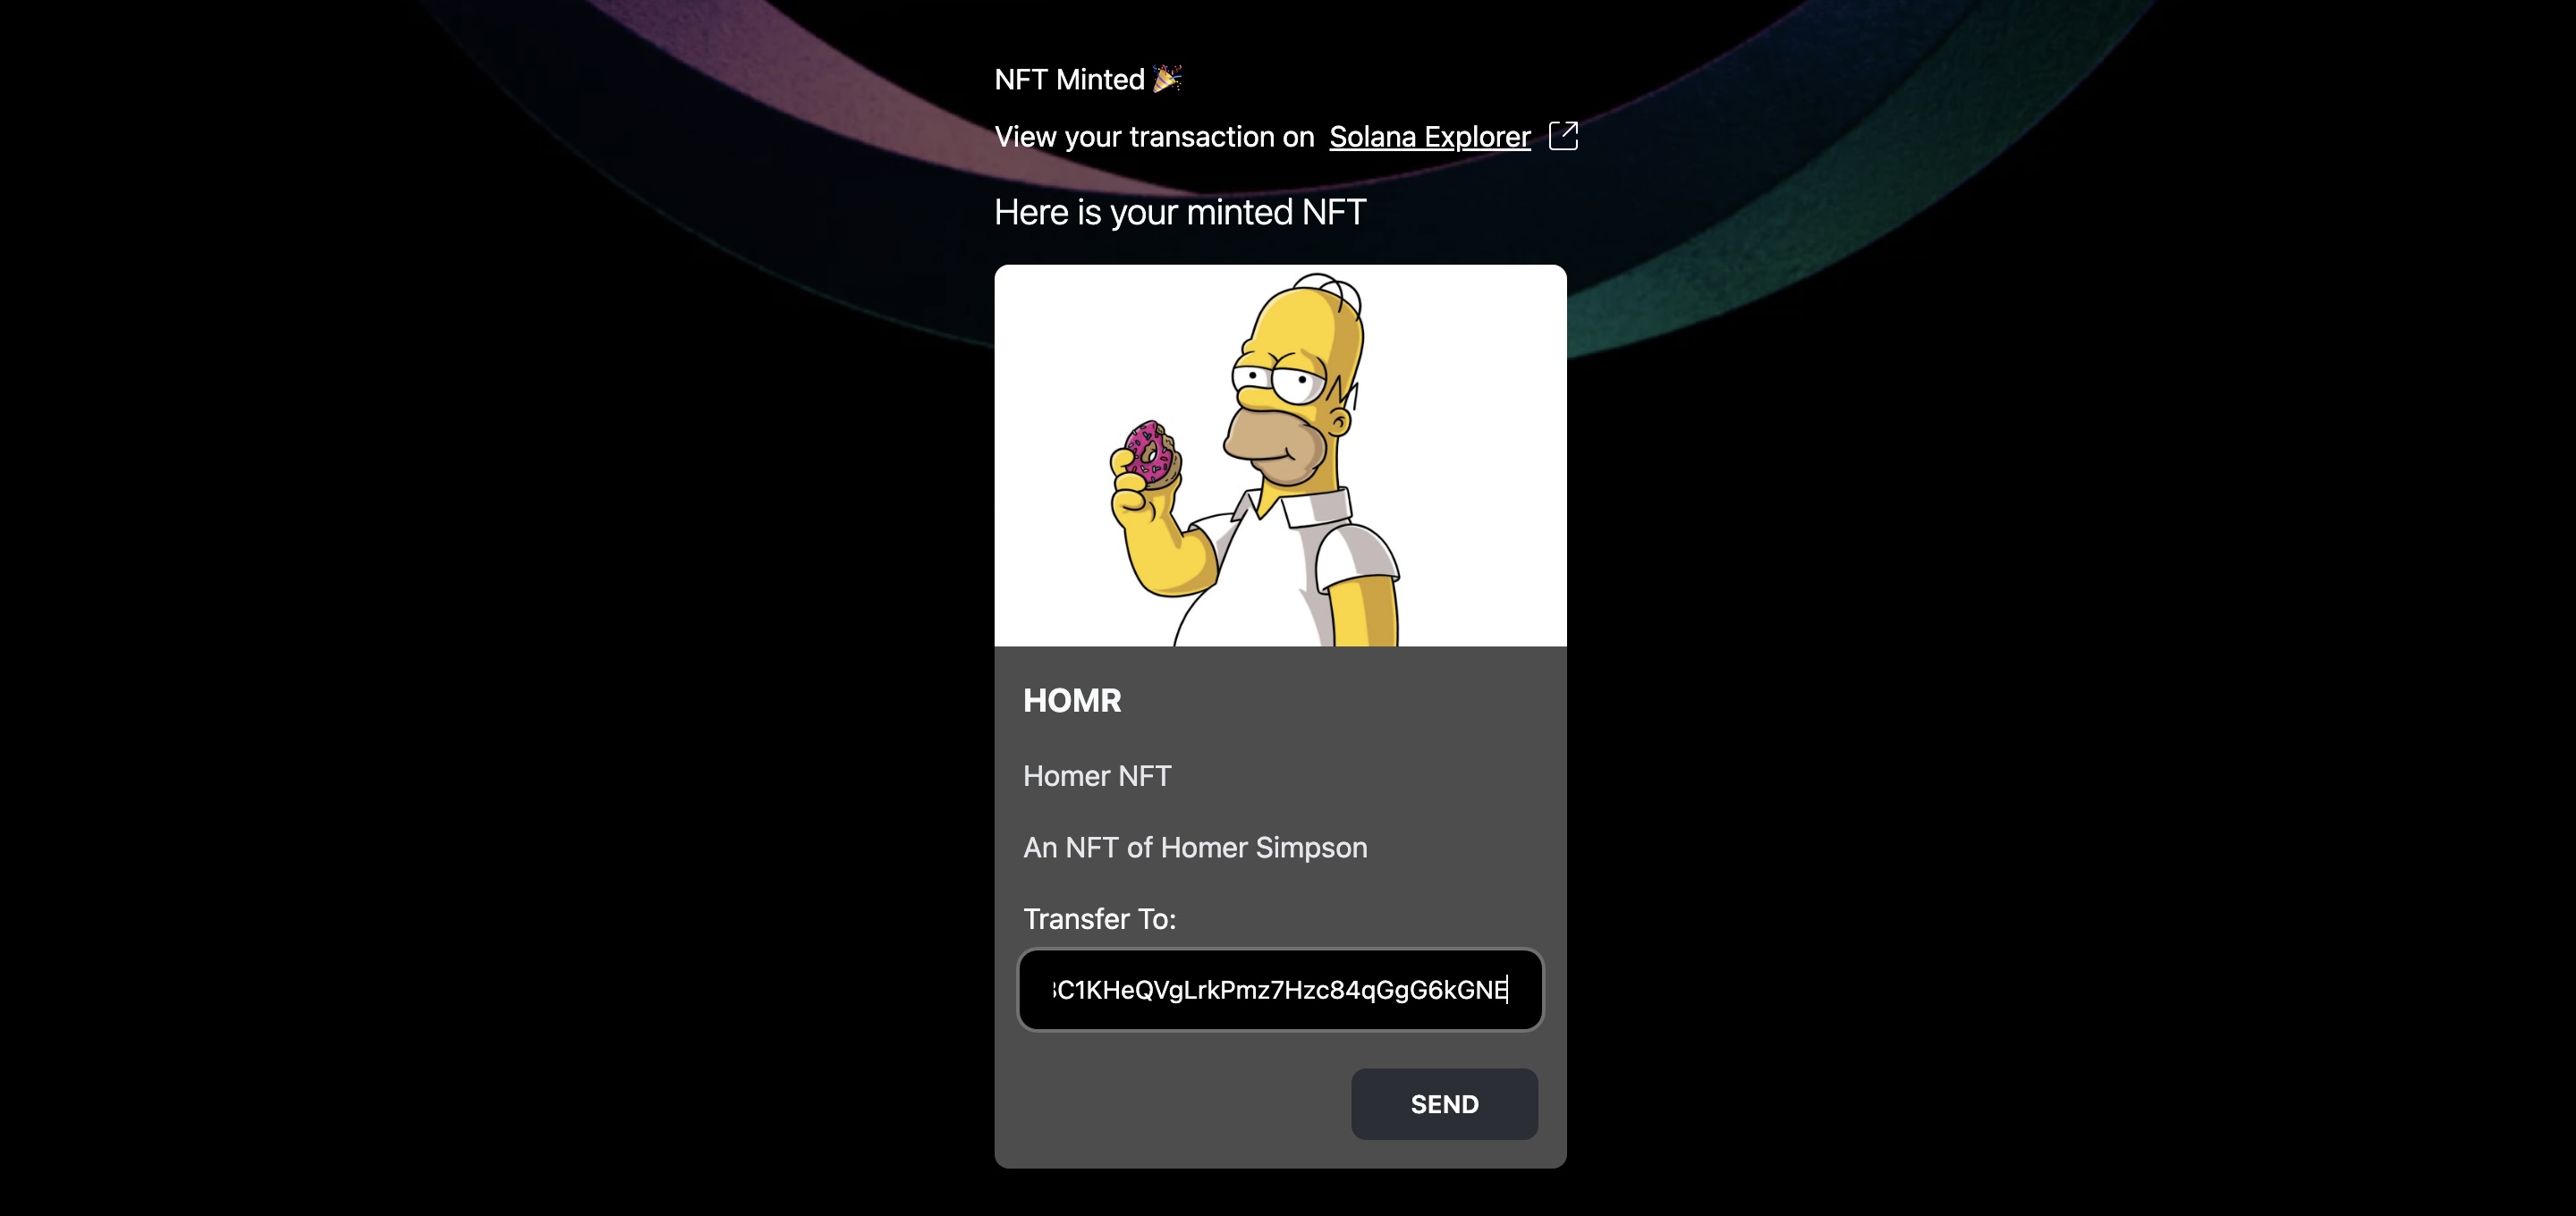 NFT Minted 🎉
View your transaction on Solana Explorer
Here is your minted NFT
HOMR
Homer NFT
An NFT of Homer Simpson
Transfer To:
C1KHeQVgLrkPmz7Hzc84qGgG6kGNE
SEND